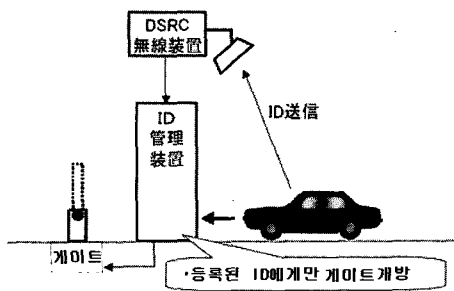 DSRC
無線装置
ID送信
ID
管理
装置
게이트
·등록된 ID에게만 게이트개방